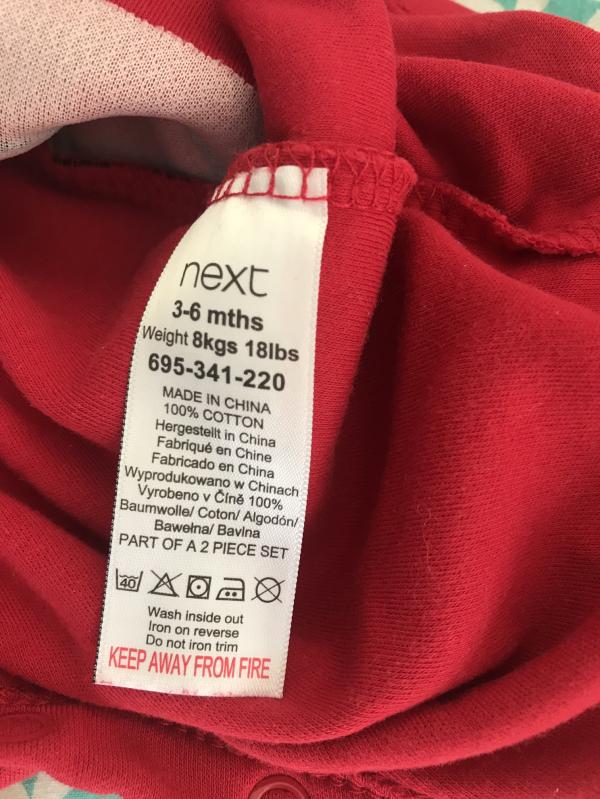 next
3-6 mths
Weight 8kgs 18lbs
695-341-220
MADE IN CHINA
100% COTTON
Hergestellt in China
Fabriqué en Chine
Fabricado en China
Wyprodukowano w Chinach
Vyrobeno v Číně 100%
Baumwolle/ Coton/ Algodón/
Bawełna/ Bavlna
PART OF A 2 PIECE SET
40
Wash inside out
Iron on reverse
Do not iron trim
KEEP AWAY FROM FIRE